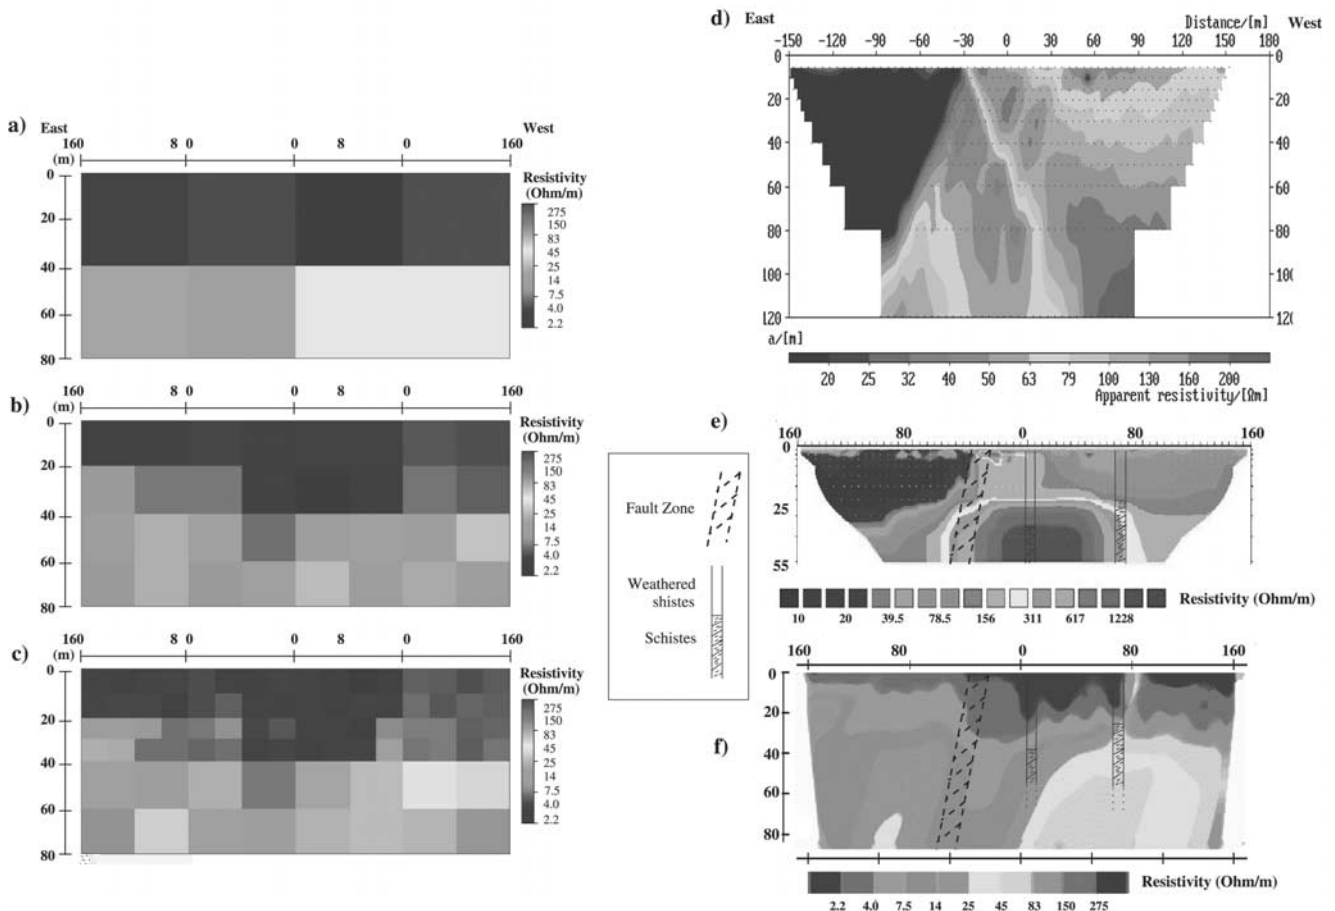 a)
East
West
160
8 0
0
8
0
160
(m)
0
20
40
60
80
Resistivity
(Ohm/m)
275
150
83
45
25
14
7.5
4.0
2.2
b)
160
8 0
0
8
0
160
(m)
0
20
40
60
80
Resistivity
(Ohm/m)
275
150
83
45
25
14
7.5
4.0
2.2
c)
160
8 0
0
8
0
160
(m)
0
20
40
60
80
Resistivity
(Ohm/m)
275
150
83
45
25
14
7.5
4.0
2.2
Fault Zone
Weathered
shistes
Schistes
d)
East
Distance/[m]
West
-150 -120 -90 -60 -30 0 30 60 90 120 150 180
0 0
20 20
40 40
60 60
80 80
100 100
120 120
a/[m]
20 25 32 40 50 63 79 100 130 160 200
Apparent resistivity/[Ωm]
e)
160 80 0 80 160
0
25
55
Resistivity (Ohm/m)
10 20 39.5 78.5 156 311 617 1228
f)
160 80 0 80 160
0
20
40
60
80
Resistivity (Ohm/m)
2.2 4.0 7.5 14 25 45 83 150 275